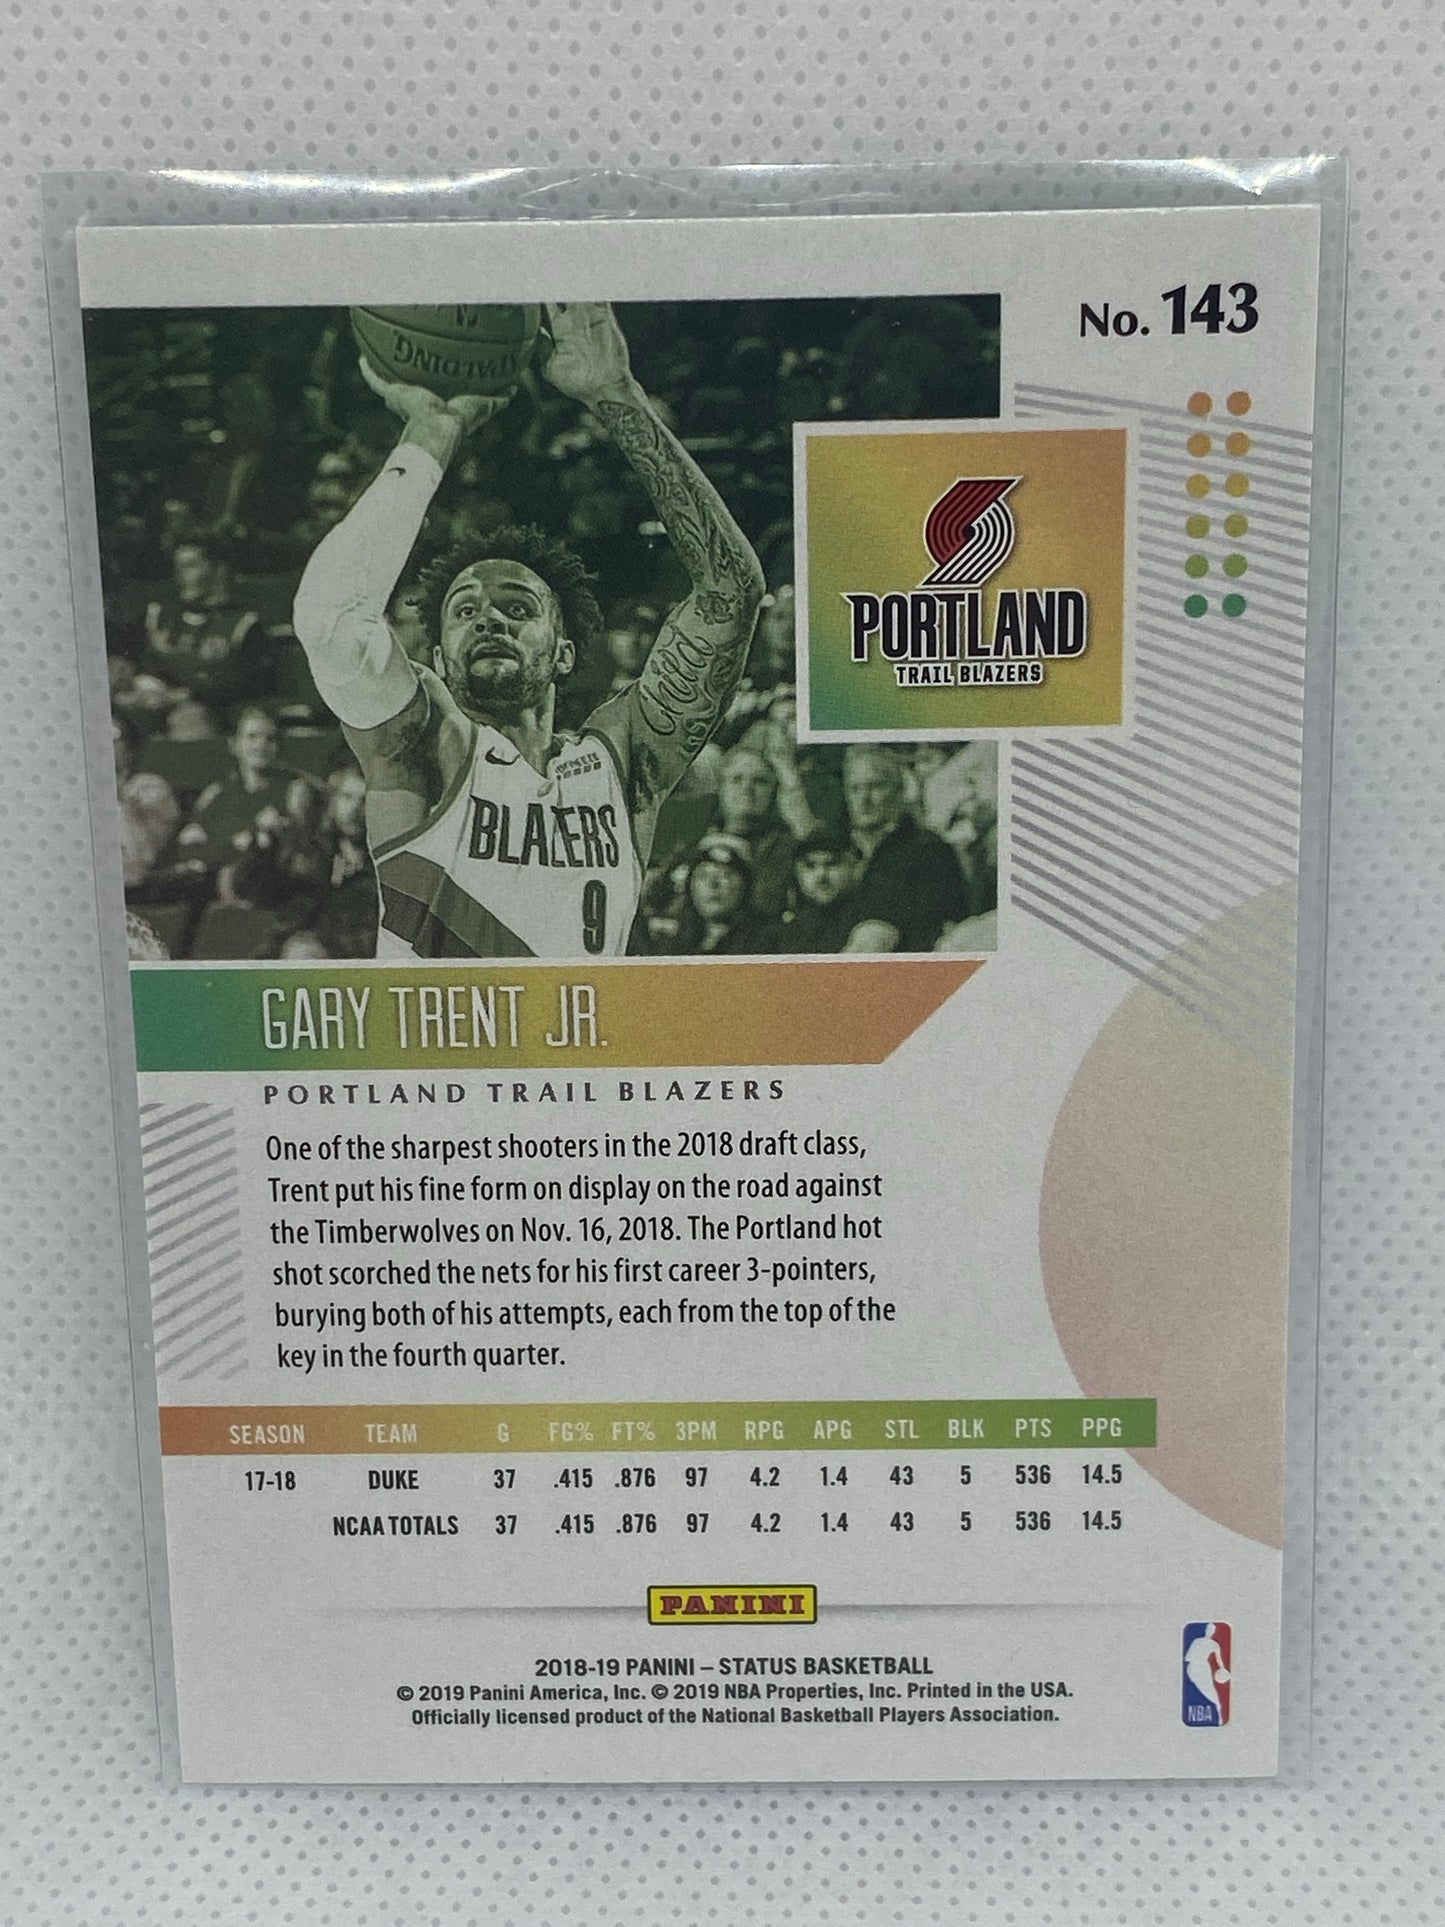 No. 143
SPALDING
PORTLAND
TRAIL BLAZERS
Child
BLAZERS
9
GARY TRENT JR.
PORTLAND TRAIL BLAZERS
One of the sharpest shooters in the 2018 draft class,
Trent put his fine form on display on the road against
the Timberwolves on Nov. 16, 2018. The Portland hot
shot scorched the nets for his first career 3-pointers,
burying both of his attempts, each from the top of the
key in the fourth quarter.
SEASON TEAM G FG% FT% 3PM RPG APG STL BLK PTS PPG
17-18 DUKE 37 .415 .876 97 4.2 1.4 43 5 536 14.5
NCAA TOTALS 37 .415 .876 97 4.2 1.4 43 5 536 14.5
PANINI
2018-19 PANINI – STATUS BASKETBALL
© 2019 Panini America, Inc. © 2019 NBA Properties, Inc. Printed in the USA.
Officially licensed product of the National Basketball Players Association.
NBA